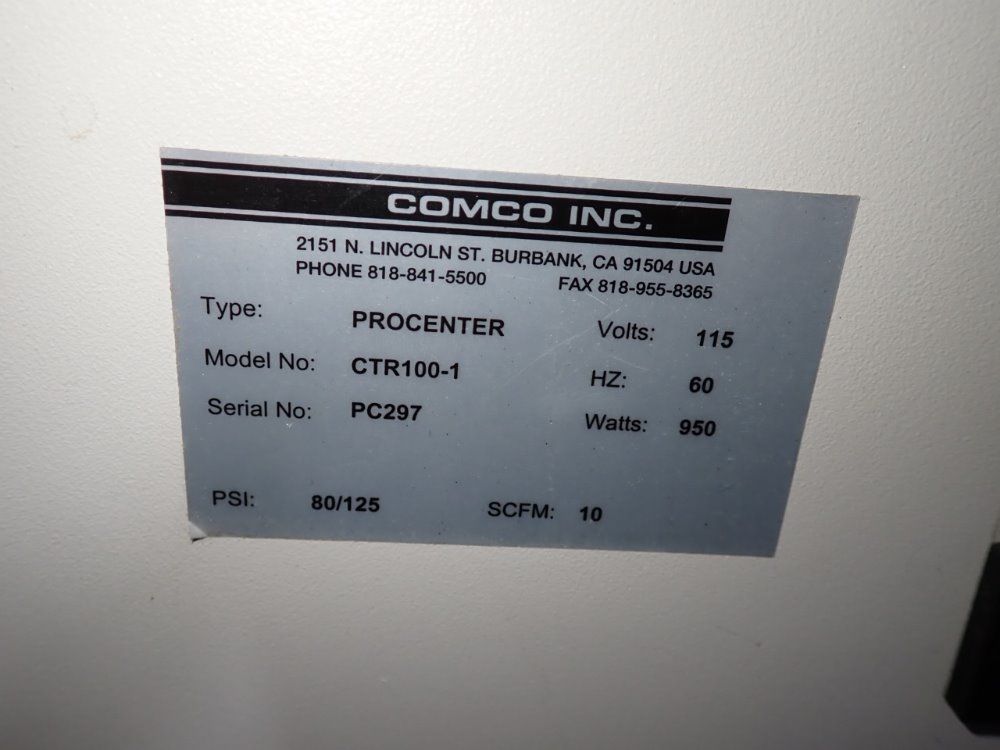 COMCO INC.
2151 N. LINCOLN ST. BURBANK, CA 91504 USA
PHONE 818-841-5500 FAX 818-955-8365
Type: PROCENTER Volts: 115
Model No: CTR100-1 HZ: 60
Serial No: PC297 Watts: 950
PSI: 80/125 SCFM: 10